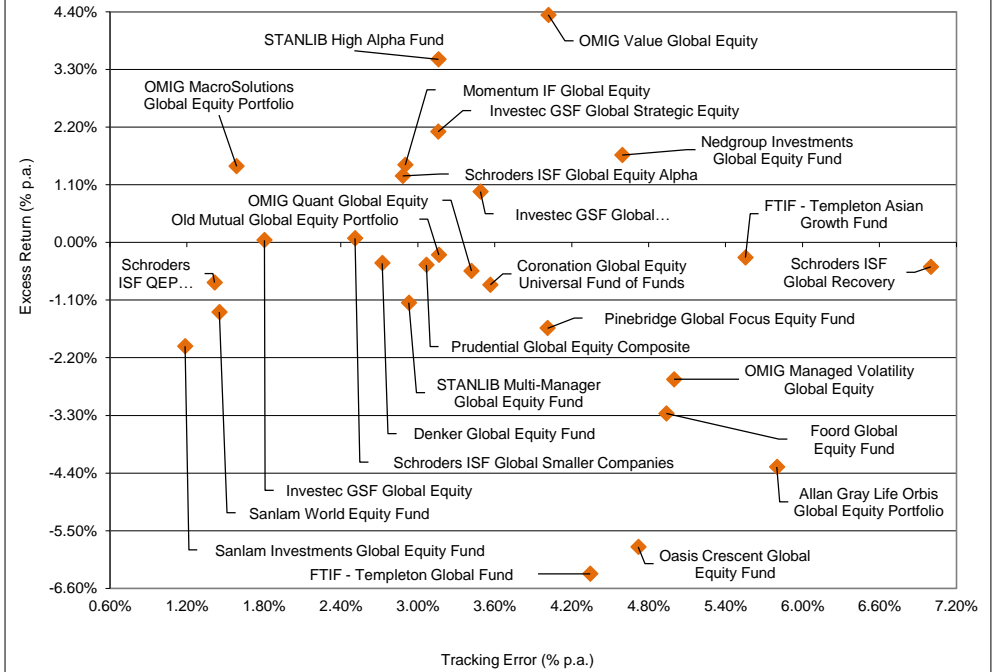 4.40%
3.30%
2.20%
1.10%
0.00%
-1.10%
-2.20%
-3.30%
-4.40%
-5.50%
-6.60%
Excess Return (% p.a.)
STANLIB High Alpha Fund
OMIG Value Global Equity
OMIG MacroSolutions
Global Equity Portfolio
Momentum IF Global Equity
Investec GSF Global Strategic Equity
Nedgroup Investments
Global Equity Fund
Schroders ISF Global Equity Alpha
OMIG Quant Global Equity
Old Mutual Global Equity Portfolio
Investec GSF Global…
FTIF - Templeton Asian
Growth Fund
Schroders
ISF QEP…
Coronation Global Equity
Universal Fund of Funds
Schroders ISF
Global Recovery
Pinebridge Global Focus Equity Fund
Prudential Global Equity Composite
OMIG Managed Volatility
Global Equity
STANLIB Multi-Manager
Global Equity Fund
Denker Global Equity Fund
Foord Global
Equity Fund
Schroders ISF Global Smaller Companies
Investec GSF Global Equity
Allan Gray Life Orbis
Global Equity Portfolio
Sanlam World Equity Fund
Sanlam Investments Global Equity Fund
Oasis Crescent Global
Equity Fund
FTIF - Templeton Global Fund
0.60% 1.20% 1.80% 2.40% 3.00% 3.60% 4.20% 4.80% 5.40% 6.00% 6.60% 7.20%
Tracking Error (% p.a.)